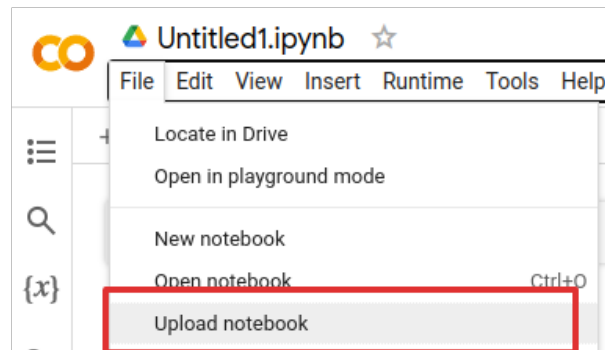 Untitled1.ipynb
File Edit View Insert Runtime Tools Help
Locate in Drive
Open in playground mode
New notebook
Open notebook Ctrl+O
Upload notebook
{x}